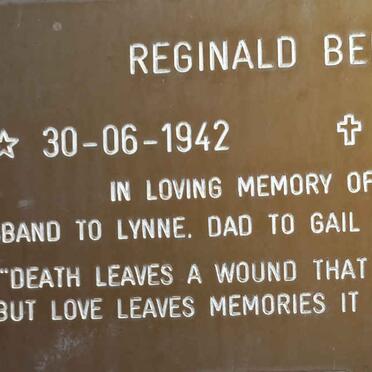 REGINALD BE
☆ 30-06-1942 ✝
IN LOVING MEMORY OF
BAND TO LYNNE. DAD TO GAIL
"DEATH LEAVES A WOUND THAT
BUT LOVE LEAVES MEMORIES IT